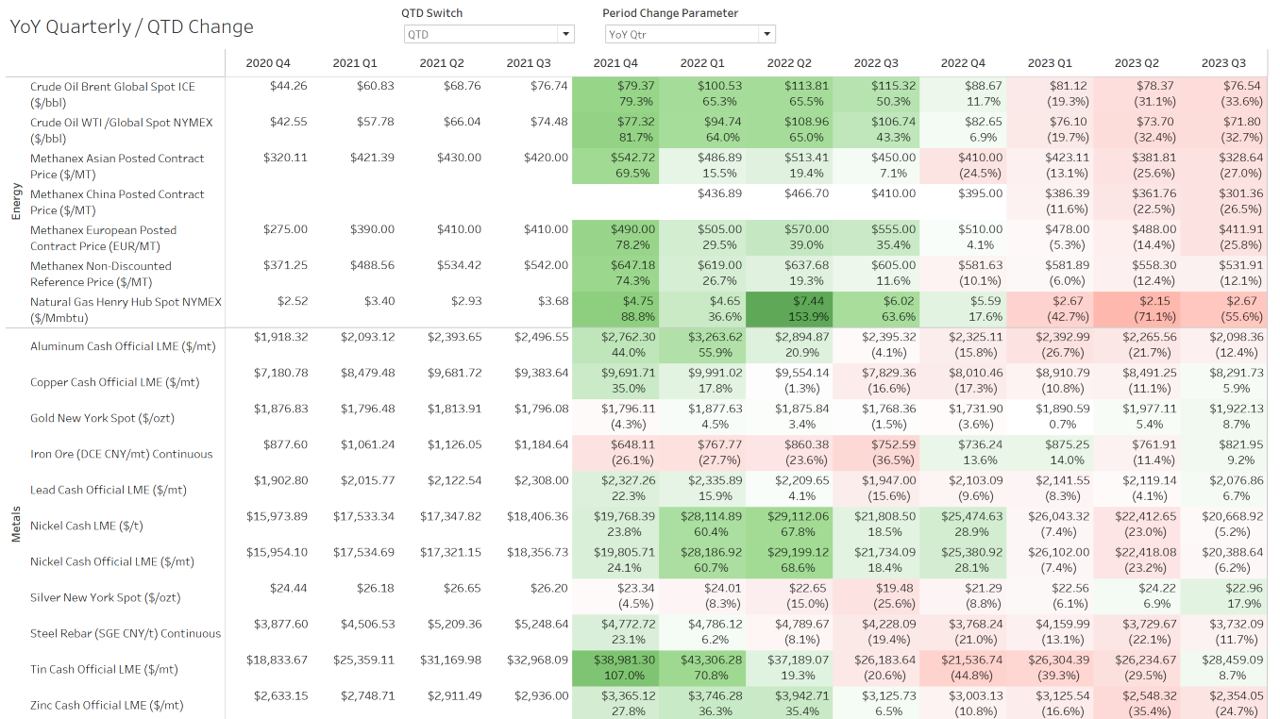 YoY Quarterly / QTD Change
QTD Switch
QTD
Period Change Parameter
YoY Qtr
2020 Q4 2021 Q1 2021 Q2 2021 Q3 2021 Q4 2022 Q1 2022 Q2 2022 Q3 2022 Q4 2023 Q1 2023 Q2 2023 Q3
Energy
Crude Oil Brent Global Spot ICE $44.26 $60.83 $68.76 $76.74 $79.37 $100.53 $113.81 $115.32 $88.67 $81.12 $78.37 $76.54
($/bbl) 79.3% 65.3% 65.5% 50.3% 11.7% (19.3%) (31.1%) (33.6%)
Crude Oil WTI /Global Spot NYMEX $42.55 $57.78 $66.04 $74.48 $77.32 $94.74 $108.96 $106.74 $82.65 $76.10 $73.70 $71.80
($/bbl) 81.7% 64.0% 65.0% 43.3% 6.9% (19.7%) (32.4%) (32.7%)
Methanex Asian Posted Contract $320.11 $421.39 $430.00 $420.00 $542.72 $486.89 $513.41 $450.00 $410.00 $423.11 $381.81 $328.64
Price ($/MT) 69.5% 15.5% 19.4% 7.1% (24.5%) (13.1%) (25.6%) (27.0%)
Methanex China Posted Contract $436.89 $466.70 $410.00 $395.00 $386.39 $361.76 $301.36
Price ($/MT) (11.6%) (22.5%) (26.5%)
Methanex European Posted $275.00 $390.00 $410.00 $410.00 $490.00 $505.00 $570.00 $555.00 $510.00 $478.00 $488.00 $411.91
Contract Price (EUR/MT) 78.2% 29.5% 39.0% 35.4% 4.1% (5.3%) (14.4%) (25.8%)
Methanex Non-Discounted $371.25 $488.56 $534.42 $542.00 $647.18 $619.00 $637.68 $605.00 $581.63 $581.89 $558.30 $531.91
Reference Price ($/MT) 74.3% 26.7% 19.3% 11.6% (10.1%) (6.0%) (12.4%) (12.1%)
Natural Gas Henry Hub Spot NYMEX $2.52 $3.40 $2.93 $3.68 $4.75 $4.65 $7.44 $6.02 $5.59 $2.67 $2.15 $2.67
($/Mmbtu) 88.8% 36.6% 153.9% 63.6% 17.6% (42.7%) (71.1%) (55.6%)
Metals
Aluminum Cash Official LME ($/mt) $1,918.32 $2,093.12 $2,393.65 $2,496.55 $2,762.30 $3,263.62 $2,894.87 $2,395.32 $2,325.11 $2,392.99 $2,265.56 $2,098.36
44.0% 55.9% 20.9% (4.1%) (15.8%) (26.7%) (21.7%) (12.4%)
Copper Cash Official LME ($/mt) $7,180.78 $8,479.48 $9,681.72 $9,383.64 $9,691.71 $9,991.02 $9,554.14 $7,829.36 $8,010.46 $8,910.79 $8,491.25 $8,291.73
35.0% 17.8% (1.3%) (16.6%) (17.3%) (10.8%) (11.1%) 5.9%
Gold New York Spot ($/ozt) $1,876.83 $1,796.48 $1,813.91 $1,796.08 $1,796.11 $1,877.63 $1,875.84 $1,768.36 $1,731.90 $1,890.59 $1,977.11 $1,922.13
(4.3%) 4.5% 3.4% (1.5%) (3.6%) 0.7% 5.4% 8.7%
Iron Ore (DCE CNY/mt) Continuous $877.60 $1,061.24 $1,126.05 $1,184.64 $648.11 $767.77 $860.38 $752.59 $736.24 $875.25 $761.91 $821.95
(26.1%) (27.7%) (23.6%) (36.5%) 13.6% 14.0% (11.4%) 9.2%
Lead Cash Official LME ($/mt) $1,902.80 $2,015.77 $2,122.54 $2,308.00 $2,327.26 $2,335.89 $2,209.65 $1,947.00 $2,103.09 $2,141.55 $2,119.14 $2,076.86
22.3% 15.9% 4.1% (15.6%) (9.6%) (8.3%) (4.1%) 6.7%
Nickel Cash LME ($/t) $15,973.89 $17,533.34 $17,347.82 $18,406.36 $19,768.39 $28,114.89 $29,112.06 $21,808.50 $25,474.63 $26,043.32 $22,412.65 $20,668.92
23.8% 60.4% 67.8% 18.5% 28.9% (7.4%) (23.0%) (5.2%)
Nickel Cash Official LME ($/mt) $15,954.10 $17,534.69 $17,321.15 $18,356.73 $19,805.71 $28,186.92 $29,199.12 $21,734.09 $25,380.92 $26,102.00 $22,418.08 $20,388.64
24.1% 60.7% 68.6% 18.4% 28.1% (7.4%) (23.2%) (6.2%)
Silver New York Spot ($/ozt) $24.44 $26.18 $26.65 $26.20 $23.34 $24.01 $22.65 $19.48 $21.29 $22.56 $24.22 $22.96
(4.5%) (8.3%) (15.0%) (25.6%) (8.8%) (6.1%) 6.9% 17.9%
Steel Rebar (SGE CNY/t) Continuous $3,877.60 $4,506.53 $5,209.36 $5,248.64 $4,772.72 $4,786.12 $4,789.67 $4,228.09 $3,768.24 $4,159.99 $3,729.67 $3,732.09
23.1% 6.2% (8.1%) (19.4%) (21.0%) (13.1%) (22.1%) (11.7%)
Tin Cash Official LME ($/mt) $18,833.67 $25,359.11 $31,169.98 $32,968.09 $38,981.30 $43,306.28 $37,189.07 $26,183.64 $21,536.74 $26,304.39 $26,234.67 $28,459.09
107.0% 70.8% 19.3% (20.6%) (44.8%) (39.3%) (29.5%) 8.7%
Zinc Cash Official LME ($/mt) $2,633.15 $2,748.71 $2,911.49 $2,936.00 $3,365.12 $3,746.28 $3,942.71 $3,125.73 $3,003.13 $3,125.54 $2,548.32 $2,354.05
27.8% 36.3% 35.4% 6.5% (10.8%) (16.6%) (35.4%) (24.7%)